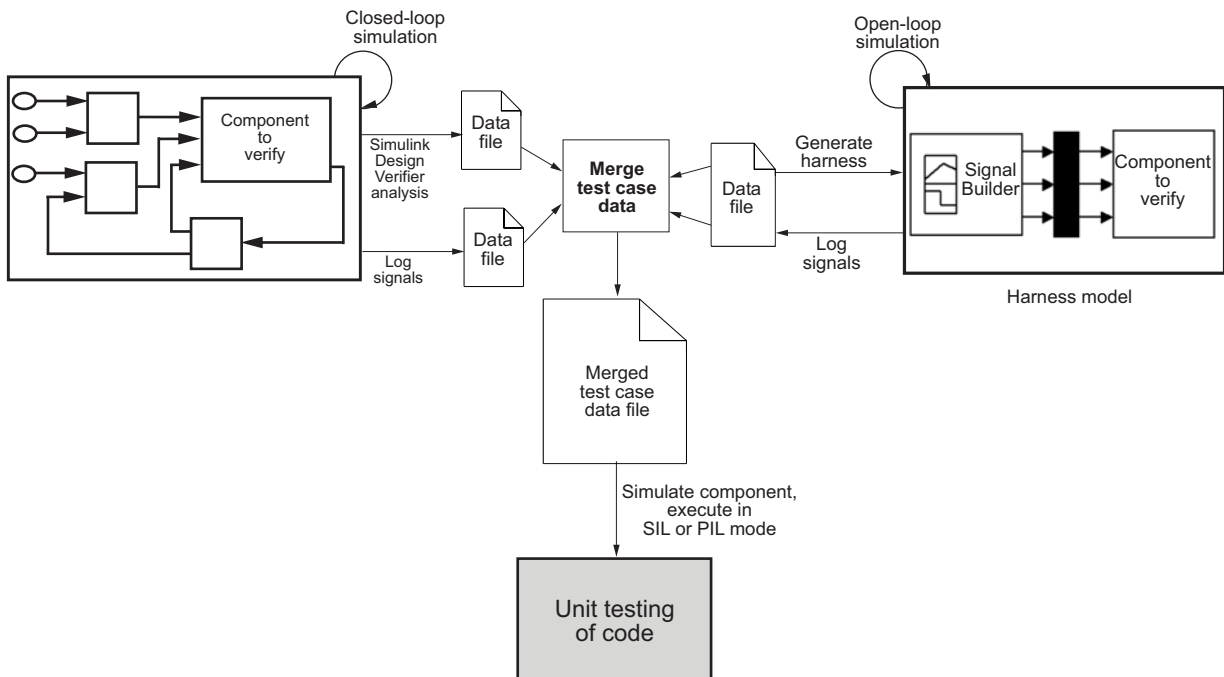 Closed-loop
simulation
Component
to
verify
Simulink
Design
Verifier
analysis
Log
signals
Data
file
Data
file
Merge
test case
data
Data
file
Generate
harness
Log
signals
Open-loop
simulation
Signal
Builder
Component
to
verify
Harness model
Merged
test case
data file
Simulate component,
execute in
SIL or PIL mode
Unit testing
of code